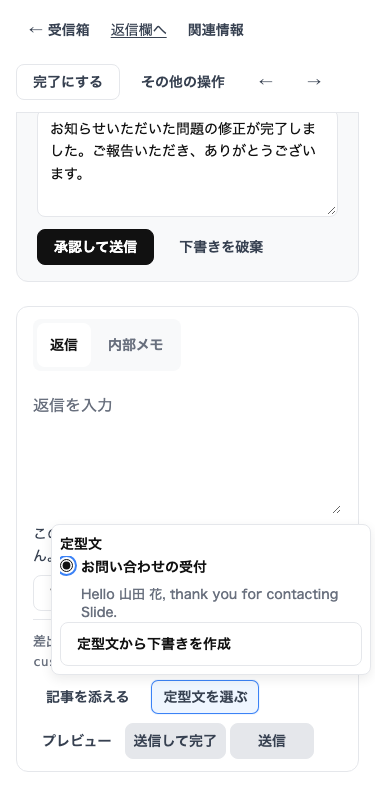 ← 受信箱 返信欄へ 関連情報
完了にする その他の操作 ← →
お知らせいただいた問題の修正が完了しま
した。ご報告いただき、ありがとうござい
ます。
承認して送信 下書きを破棄
返信 内部メモ
返信を入力
定型文
お問い合わせの受付
Hello 山田 花, thank you for contacting
Slide.
定型文から下書きを作成
記事を添える 定型文を選ぶ
プレビュー 送信して完了 送信